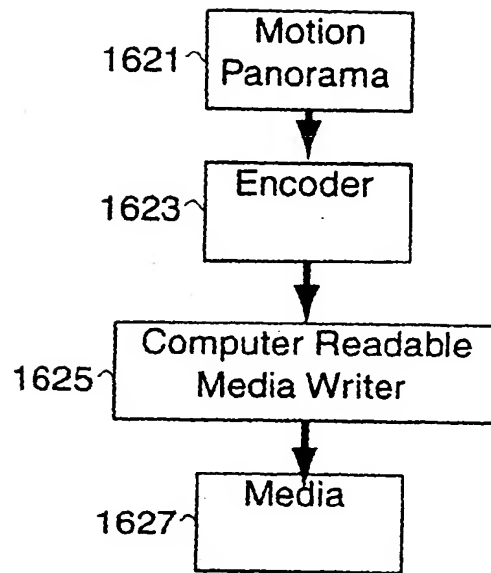 Motion
1621
Panorama
Encoder
1623
Computer Readable
1625
Media Writer
Media
1627